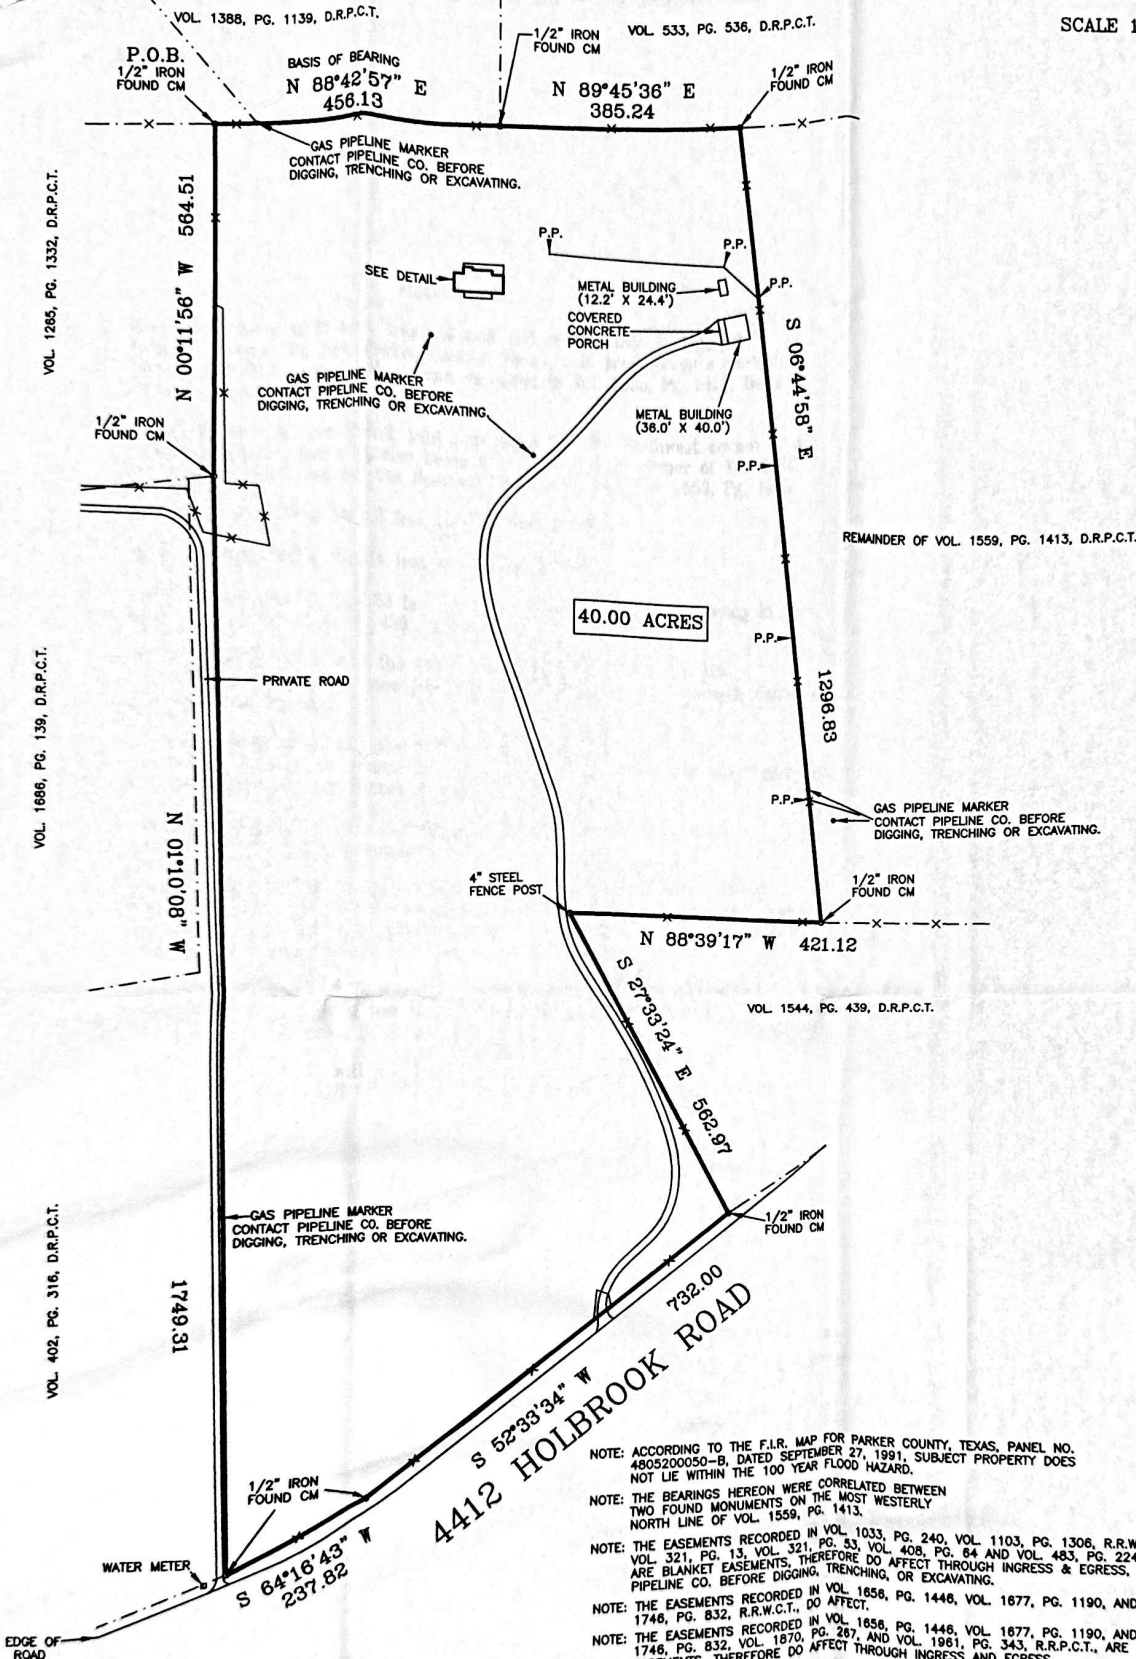 VOL. 1388, PG. 1139, D.R.P.C.T.
VOL. 533, PG. 536, D.R.P.C.T.
SCALE 1
P.O.B.
1/2" IRON
FOUND CM
BASIS OF BEARING
N 88°42'57" E
456.13
1/2" IRON
FOUND CM
N 89°45'36" E
385.24
1/2" IRON
FOUND CM
GAS PIPELINE MARKER
CONTACT PIPELINE CO. BEFORE
DIGGING, TRENCHING OR EXCAVATING.
VOL. 1265, PG. 1332, D.R.P.C.T.
N 00°11'56" W 564.51
P.P.
P.P.
P.P.
SEE DETAIL
METAL BUILDING
(12.2' X 24.4')
COVERED
CONCRETE
PORCH
S 06°44'58" E
GAS PIPELINE MARKER
CONTACT PIPELINE CO. BEFORE
DIGGING, TRENCHING OR EXCAVATING.
METAL BUILDING
(36.0' X 40.0')
1/2" IRON
FOUND CM
P.P.
REMAINDER OF VOL. 1559, PG. 1413, D.R.P.C.T.
40.00 ACRES
P.P.
PRIVATE ROAD
VOL. 1686, PG. 139, D.R.P.C.T.
1296.83
P.P.
GAS PIPELINE MARKER
CONTACT PIPELINE CO. BEFORE
DIGGING, TRENCHING OR EXCAVATING.
N 01°10'08" W
4" STEEL
FENCE POST
1/2" IRON
FOUND CM
N 88°39'17" W 421.12
S 27°33'24" E 562.97
VOL. 1544, PG. 439, D.R.P.C.T.
GAS PIPELINE MARKER
CONTACT PIPELINE CO. BEFORE
DIGGING, TRENCHING OR EXCAVATING.
1/2" IRON
FOUND CM
VOL. 402, PG. 316, D.R.P.C.T.
1749.31
732.00
S 52°33'34" W
4412 HOLBROOK ROAD
1/2" IRON
FOUND CM
WATER METER
S 64°16'43" W
237.82
EDGE OF
ROAD
NOTE: ACCORDING TO THE F.I.R. MAP FOR PARKER COUNTY, TEXAS, PANEL NO.
4805200050-B, DATED SEPTEMBER 27, 1991, SUBJECT PROPERTY DOES
NOT LIE WITHIN THE 100 YEAR FLOOD HAZARD.
NOTE: THE BEARINGS HEREON WERE CORRELATED BETWEEN
TWO FOUND MONUMENTS ON THE MOST WESTERLY
NORTH LINE OF VOL. 1559, PG. 1413.
NOTE: THE EASEMENTS RECORDED IN VOL. 1033, PG. 240, VOL. 1103, PG. 1306, R.R.W
VOL. 321, PG. 13, VOL. 321, PG. 53, VOL. 408, PG. 64 AND VOL. 483, PG. 224
ARE BLANKET EASEMENTS, THEREFORE DO AFFECT THROUGH INGRESS & EGRESS,
PIPELINE CO. BEFORE DIGGING, TRENCHING, OR EXCAVATING.
NOTE: THE EASEMENTS RECORDED IN VOL. 1656, PG. 1446, VOL. 1677, PG. 1190, AND
1746, PG. 832, R.R.W.C.T., DO AFFECT.
NOTE: THE EASEMENTS RECORDED IN VOL. 1656, PG. 1446, VOL. 1677, PG. 1190, AND
1746, PG. 832, VOL. 1870, PG. 267, AND VOL. 1961, PG. 343, R.R.P.C.T., ARE
THEREFORE DO AFFECT THROUGH INGRESS AND EGRESS